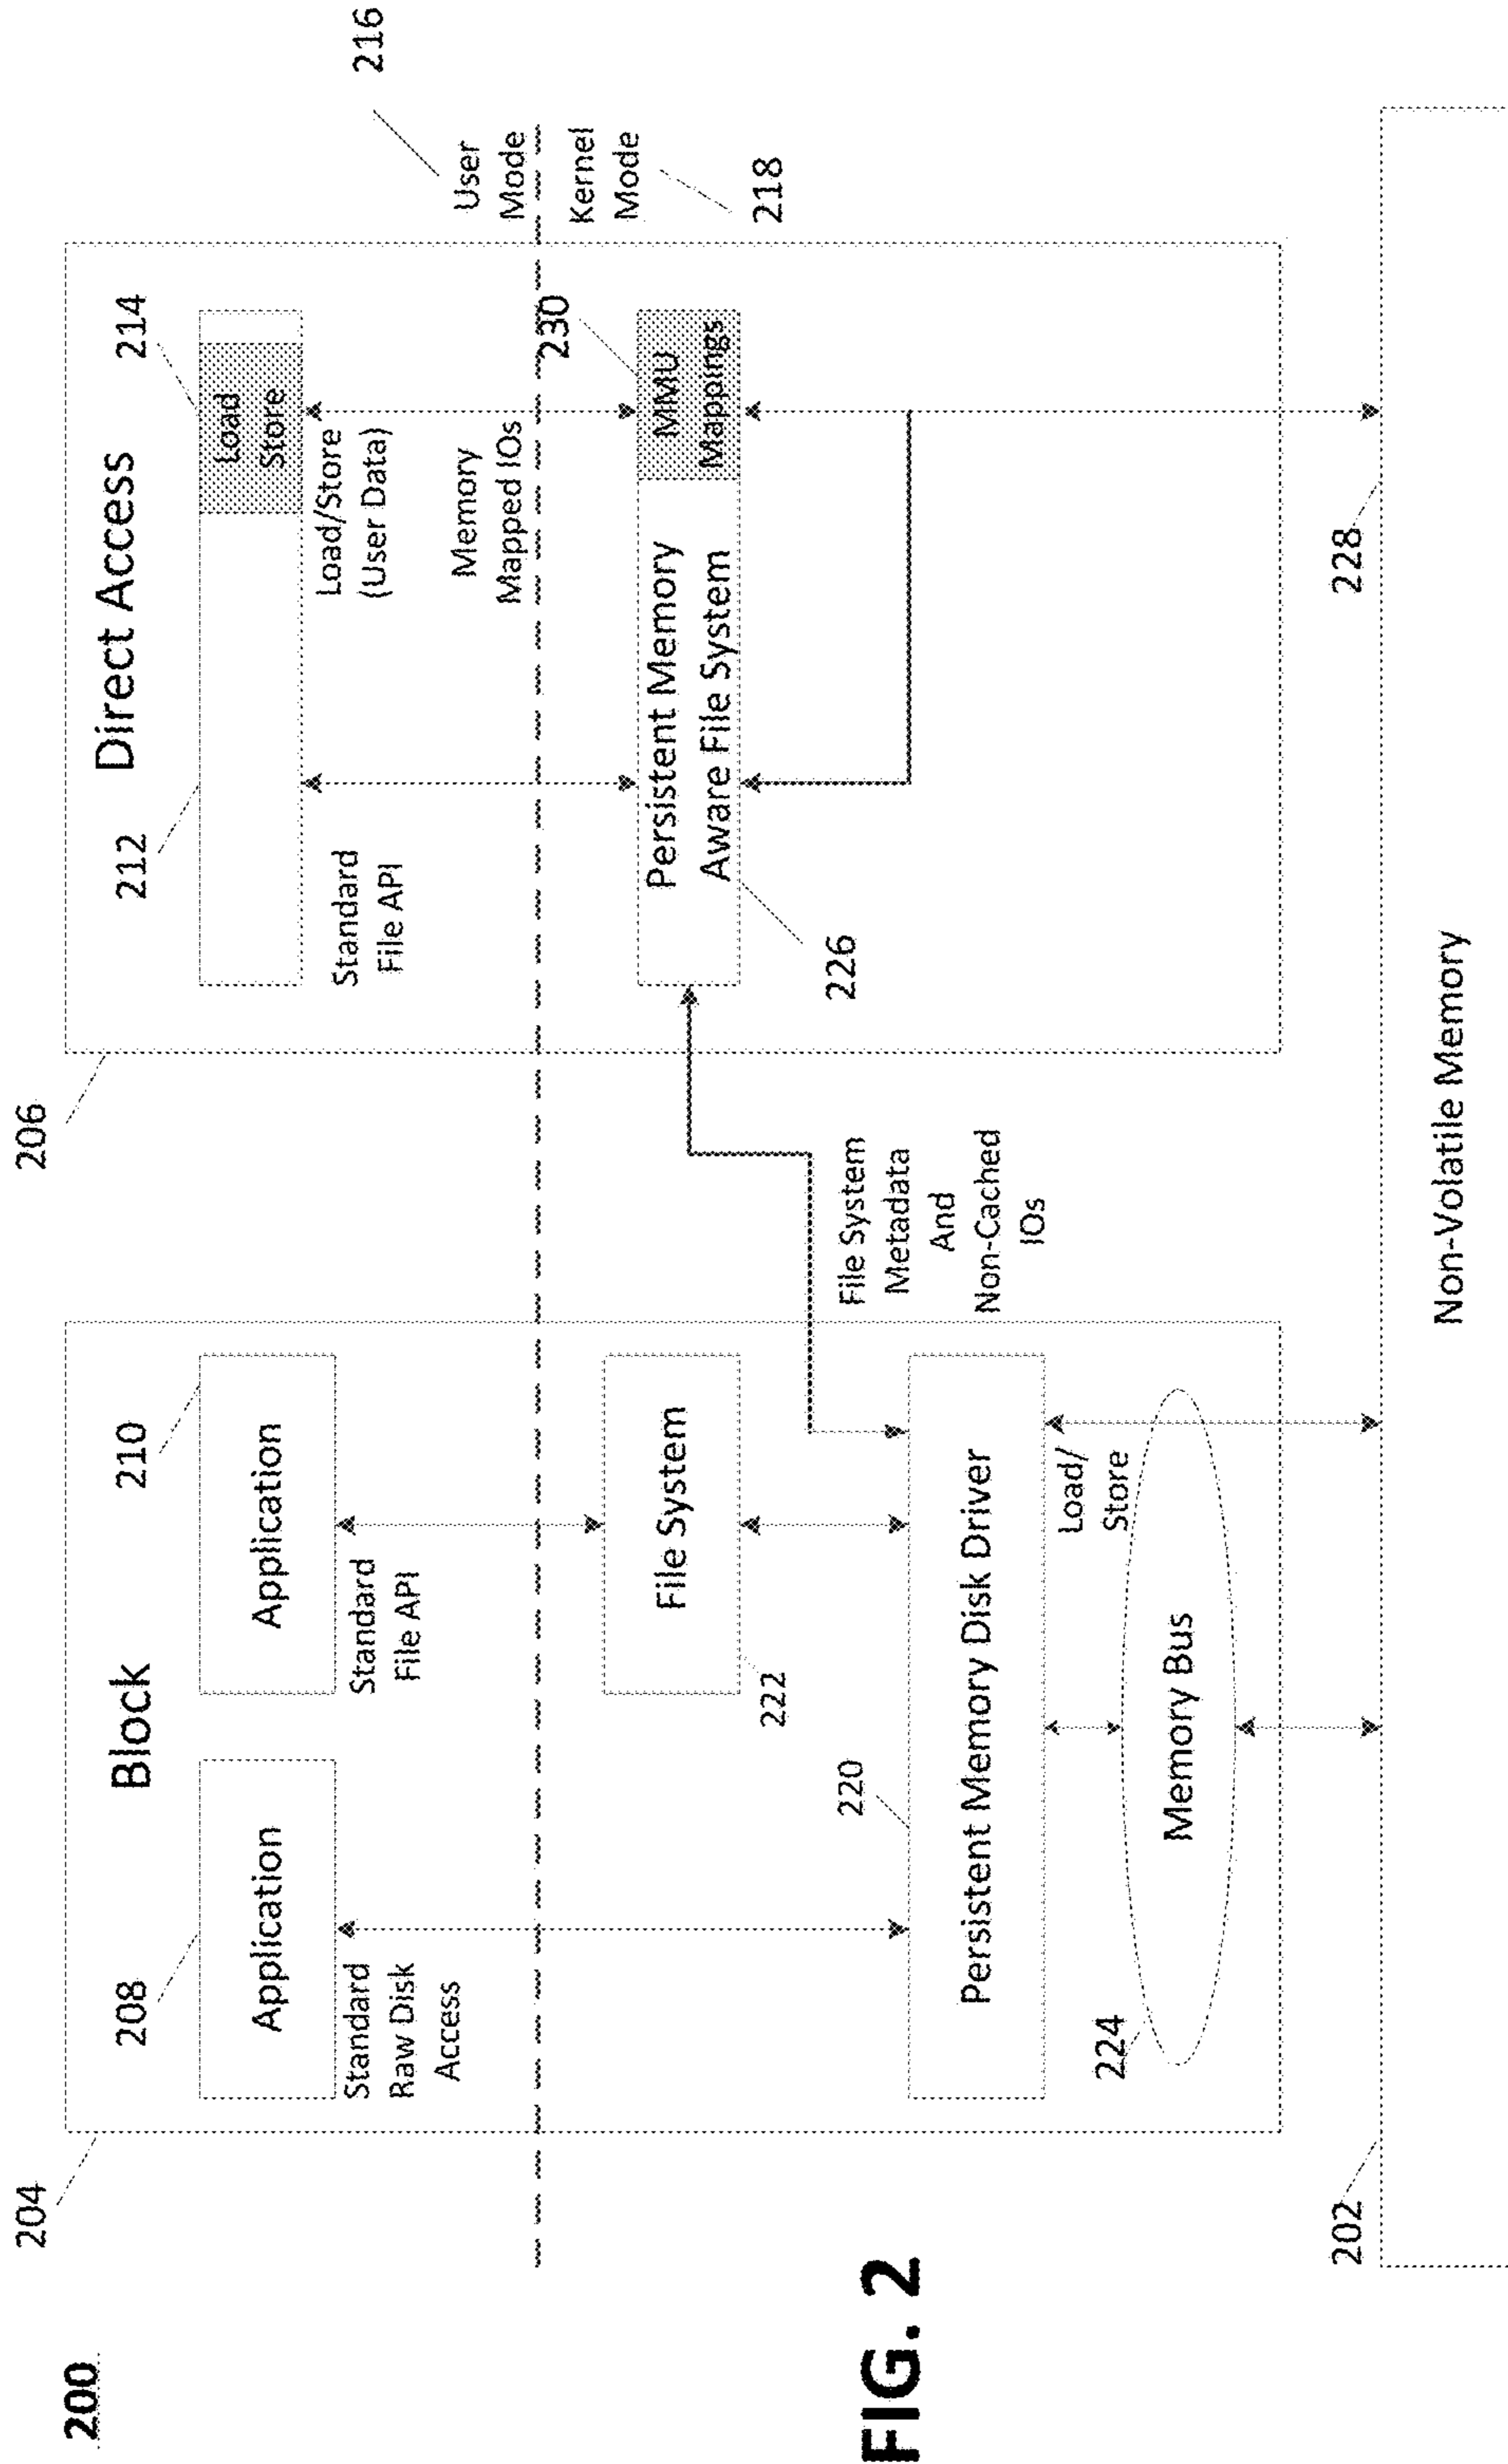 200
204
206
216
Block
Direct Access
208
210
212
214
Application
Application
Load
Store
Standard
Raw Disk
Access
Standard
File API
Standard
File API
Load/Store
(User Data)
Memory
Mapped IOs
User
Mode
Kernel
Mode
218
File System
222
Persistent Memory
Aware File System
226
MMU
Mappings
230
File System
Metadata
And
Non-Cached
IOs
220
Persistent Memory Disk Driver
Load/
Store
224
Memory Bus
202
228
Non-Volatile Memory
FIG. 2